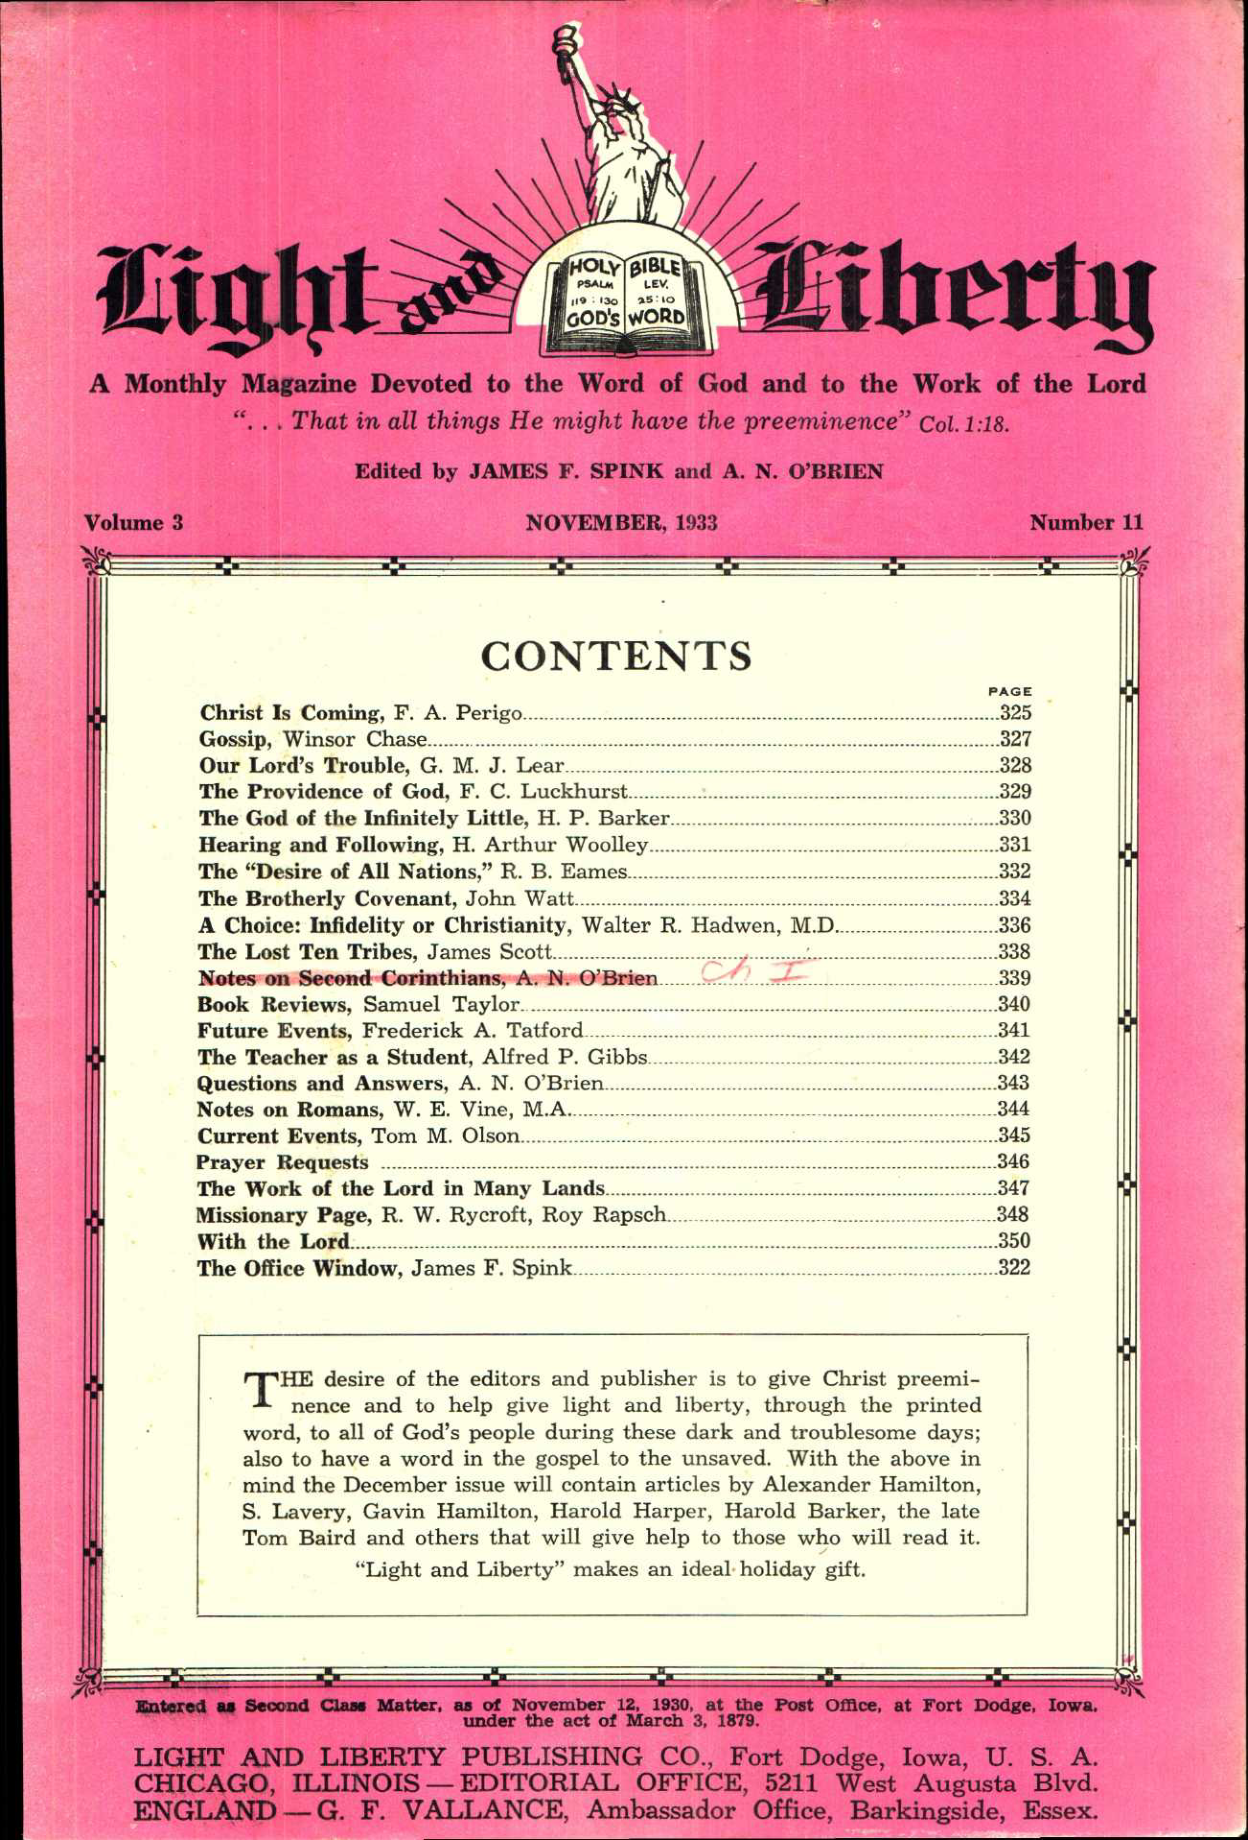 Light and Liberty
HOLY BIBLE
PSALM LEV.
119:130 25:10
GOD'S WORD
A Monthly Magazine Devoted to the Word of God and to the Work of the Lord
“. . . That in all things He might have the preeminence” Col. 1:18.
Edited by JAMES F. SPINK and A. N. O'BRIEN
Volume 3 NOVEMBER, 1933 Number 11
CONTENTS
PAGE
Christ Is Coming, F. A. Perigo 325
Gossip, Winsor Chase 327
Our Lord's Trouble, G. M. J. Lear 328
The Providence of God, F. C. Luckhurst 329
The God of the Infinitely Little, H. P. Barker 330
Hearing and Following, H. Arthur Woolley 331
The “Desire of All Nations,” R. B. Eames 332
The Brotherly Covenant, John Watt 334
A Choice: Infidelity or Christianity, Walter R. Hadwen, M.D. 336
The Lost Ten Tribes, James Scott 338
Notes on Second Corinthians, A. N. O'Brien Ch I 339
Book Reviews, Samuel Taylor 340
Future Events, Frederick A. Tatford 341
The Teacher as a Student, Alfred P. Gibbs 342
Questions and Answers, A. N. O'Brien 343
Notes on Romans, W. E. Vine, M.A. 344
Current Events, Tom M. Olson 345
Prayer Requests 346
The Work of the Lord in Many Lands 347
Missionary Page, R. W. Rycroft, Roy Rapsch 348
With the Lord 350
The Office Window, James F. Spink 322
THE desire of the editors and publisher is to give Christ preemi-
nence and to help give light and liberty, through the printed
word, to all of God's people during these dark and troublesome days;
also to have a word in the gospel to the unsaved. With the above in
mind the December issue will contain articles by Alexander Hamilton,
S. Lavery, Gavin Hamilton, Harold Harper, Harold Barker, the late
Tom Baird and others that will give help to those who will read it.
“Light and Liberty” makes an ideal holiday gift.
Entered as Second Class Matter, as of November 12, 1930, at the Post Office, at Fort Dodge, Iowa,
under the act of March 3, 1879.
LIGHT AND LIBERTY PUBLISHING CO., Fort Dodge, Iowa, U. S. A.
CHICAGO, ILLINOIS — EDITORIAL OFFICE, 5211 West Augusta Blvd.
ENGLAND — G. F. VALLANCE, Ambassador Office, Barkingside, Essex.